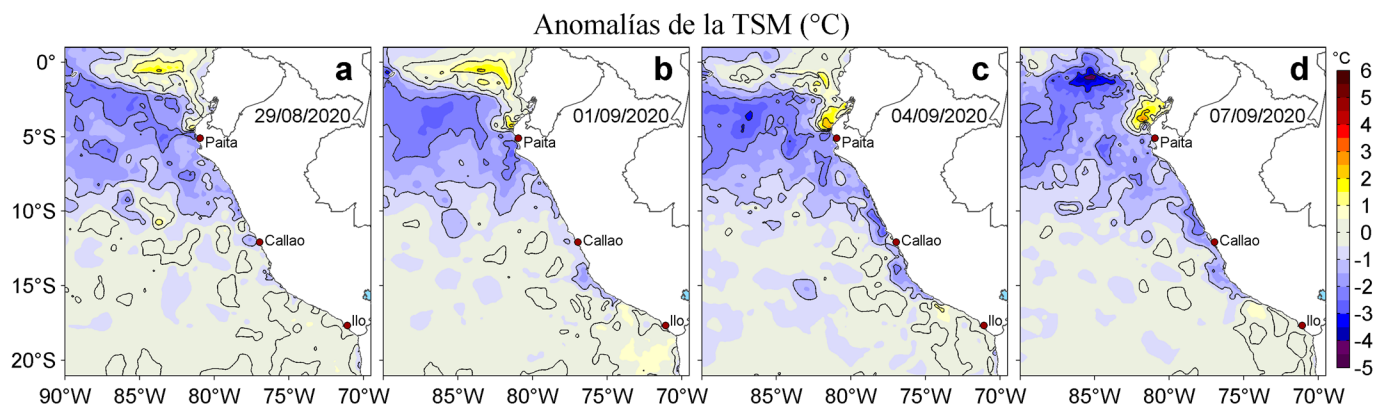 Anomalías de la TSM (°C)
0°
5°S
10°S
15°S
20°S
a
29/08/2020
Paita
Callao
Ilo
90°W 85°W 80°W 75°W 70°W
b
01/09/2020
Paita
Callao
Ilo
85°W 80°W 75°W 70°W
c
04/09/2020
Paita
Callao
Ilo
85°W 80°W 75°W 70°W
d
07/09/2020
Paita
Callao
Ilo
85°W 80°W 75°W 70°W
°C
6
5
4
3
2
1
0
-1
-2
-3
-4
-5